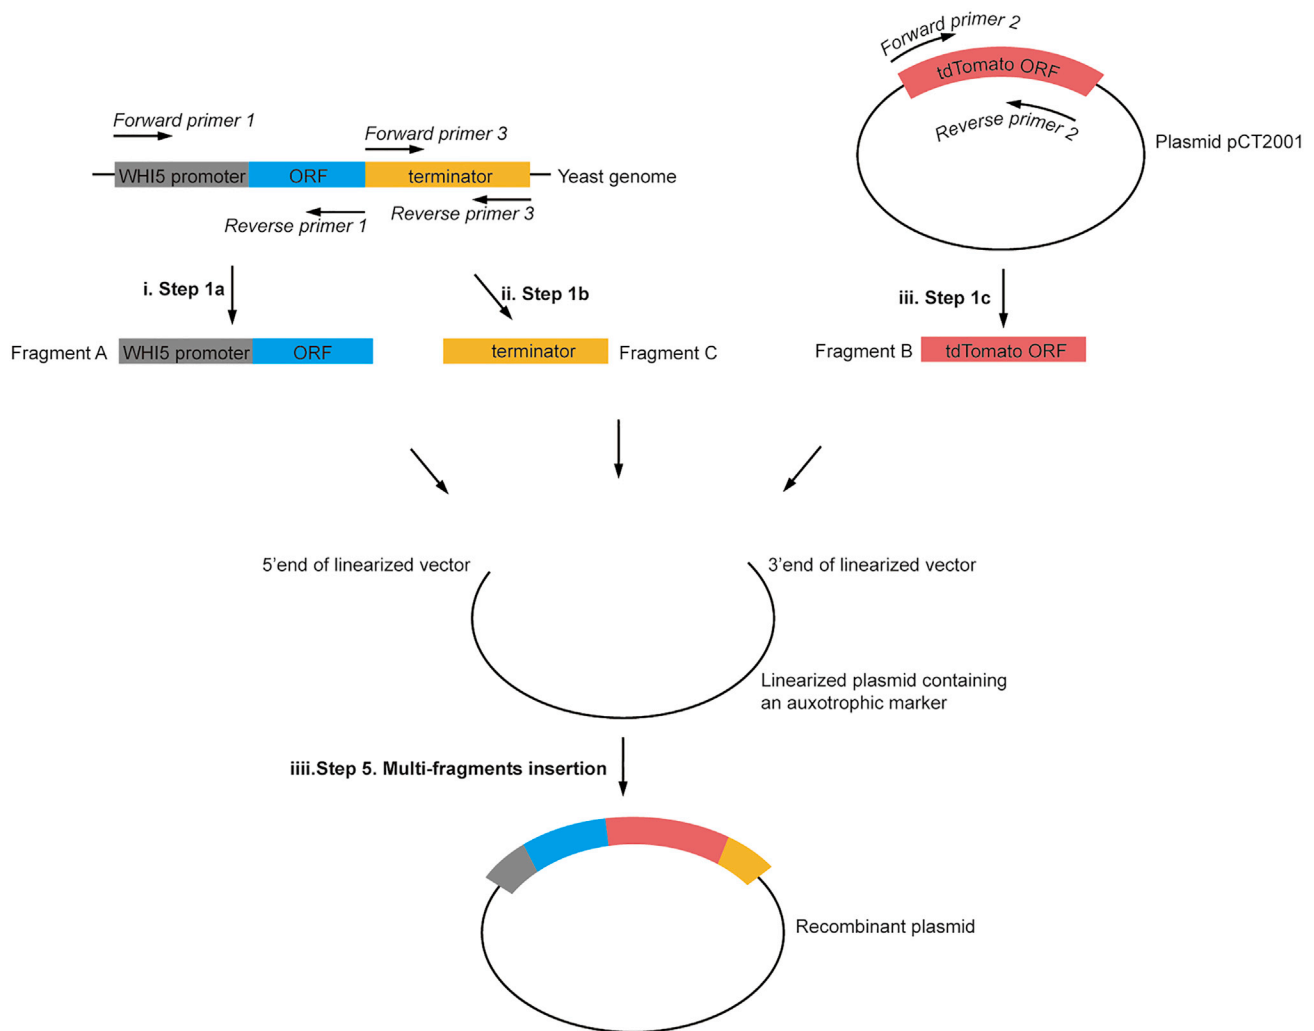 Forward primer 2
tdTomato ORF
Reverse primer 2
Plasmid pCT2001
Forward primer 1
Forward primer 3
WHI5 promoter
ORF
terminator
Yeast genome
Reverse primer 1
Reverse primer 3
i. Step 1a
ii. Step 1b
iii. Step 1c
Fragment A
WHI5 promoter
ORF
terminator
Fragment C
Fragment B
tdTomato ORF
5'end of linearized vector
3'end of linearized vector
Linearized plasmid containing
an auxotrophic marker
iiii.Step 5. Multi-fragments insertion
Recombinant plasmid